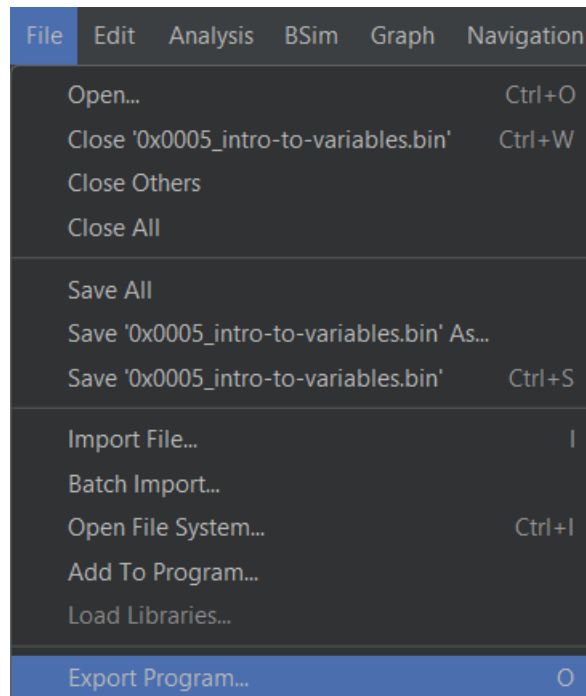 File Edit Analysis BSim Graph Navigation
Open... Ctrl+O
Close '0x0005_intro-to-variables.bin' Ctrl+W
Close Others
Close All
Save All
Save '0x0005_intro-to-variables.bin' As...
Save '0x0005_intro-to-variables.bin' Ctrl+S
Import File... I
Batch Import...
Open File System... Ctrl+I
Add To Program...
Load Libraries...
Export Program... O